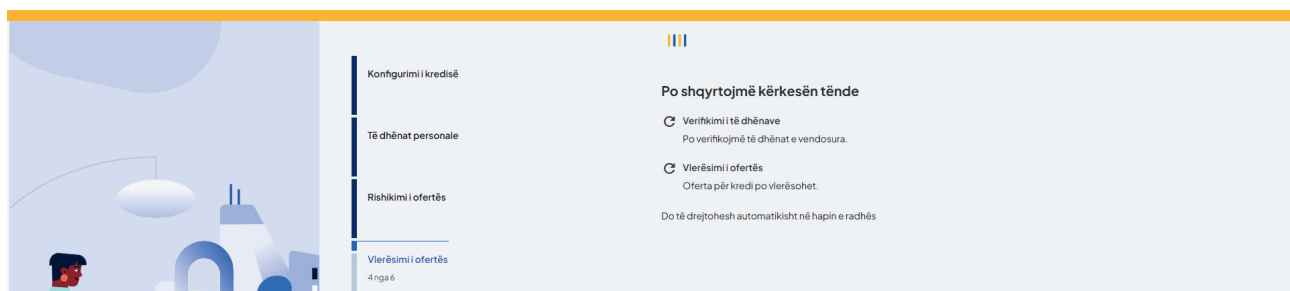 Konfigurimi i kredisë
Të dhënat personale
Rishikimi i ofertës
Vlerësimi i ofertës
4 nga 6
Po shqyrtojmë kërkesën tënde
Verifikimi i të dhënave
Po verifikojmë të dhënat e vendosura.
Vlerësimi i ofertës
Oferta për kredi po vlerësohet.
Do të drejtohesh automatikisht në hapin e radhës